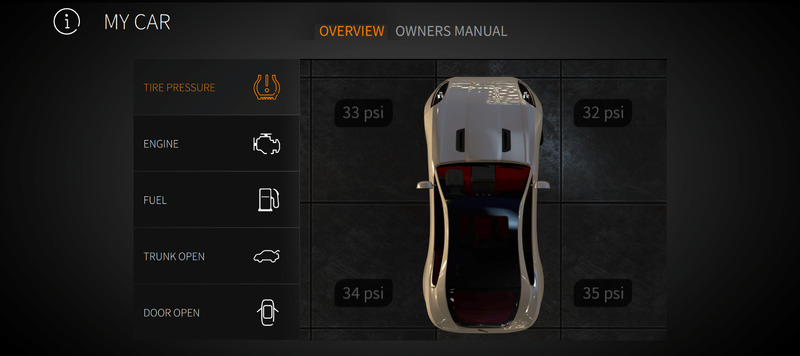 MY CAR
OVERVIEW OWNERS MANUAL
TIRE PRESSURE
ENGINE
FUEL
TRUNK OPEN
DOOR OPEN
33 psi
32 psi
34 psi
35 psi